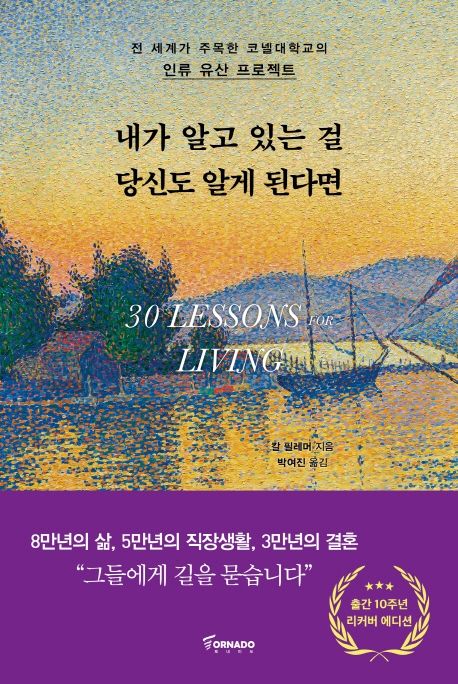 전 세계가 주목한 코넬대학교의
인류 유산 프로젝트
내가 알고 있는 걸
당신도 알게 된다면
30 LESSONS FOR
LIVING
칼 필레머 지음
박여진 옮김
8만년의 삶, 5만년의 직장생활, 3만년의 결혼
“그들에게 길을 묻습니다”
★★★
출간 10주년
리커버 에디션
TORNADO
토네이도